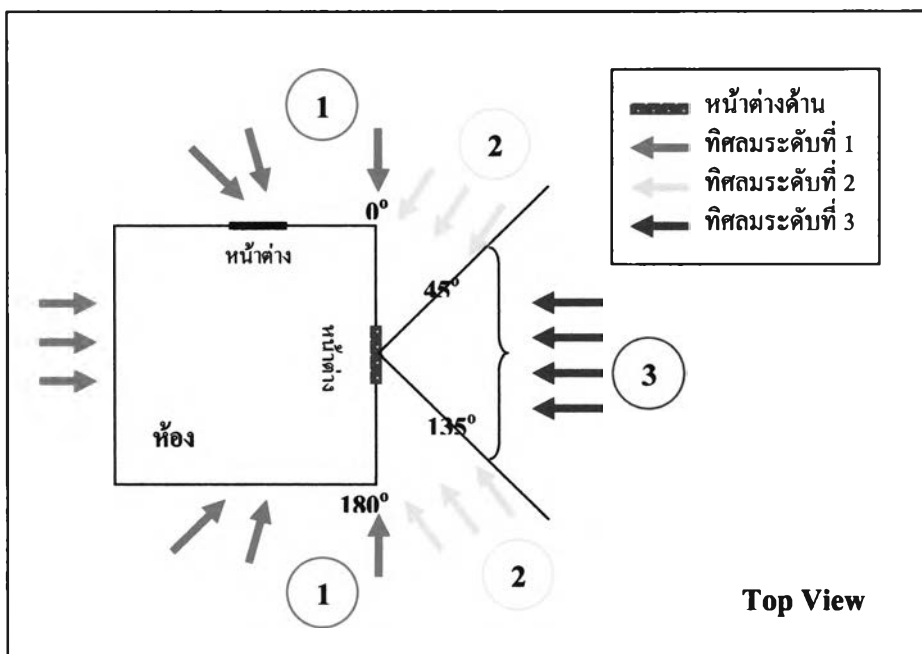 1
2
หน้าต่างด้าน
ทิศลมระดับที่ 1
ทิศลมระดับที่ 2
ทิศลมระดับที่ 3
0°
หน้าต่าง
45°
หน้าต่าง
3
135°
ห้อง
180°
2
1
Top View